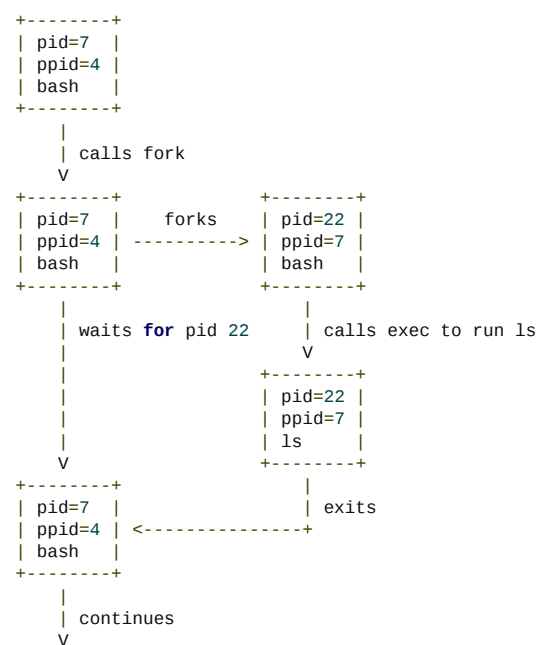 +--------+
| pid=7  |
| ppid=4 |
| bash   |
+--------+
    |
    | calls fork
    V
+--------+             +--------+
| pid=7  |    forks    | pid=22 |
| ppid=4 | ----------> | ppid=7 |
| bash   |             | bash   |
+--------+             +--------+
    |                      |
    | waits for pid 22     | calls exec to run ls
    |                      V
    |                  +--------+
    |                  | pid=22 |
    |                  | ppid=7 |
    |                  | ls     |
    V                  +--------+
+--------+                 |
| pid=7  |                 | exits
| ppid=4 | <---------------+
| bash   |
+--------+
    |
    | continues
    V